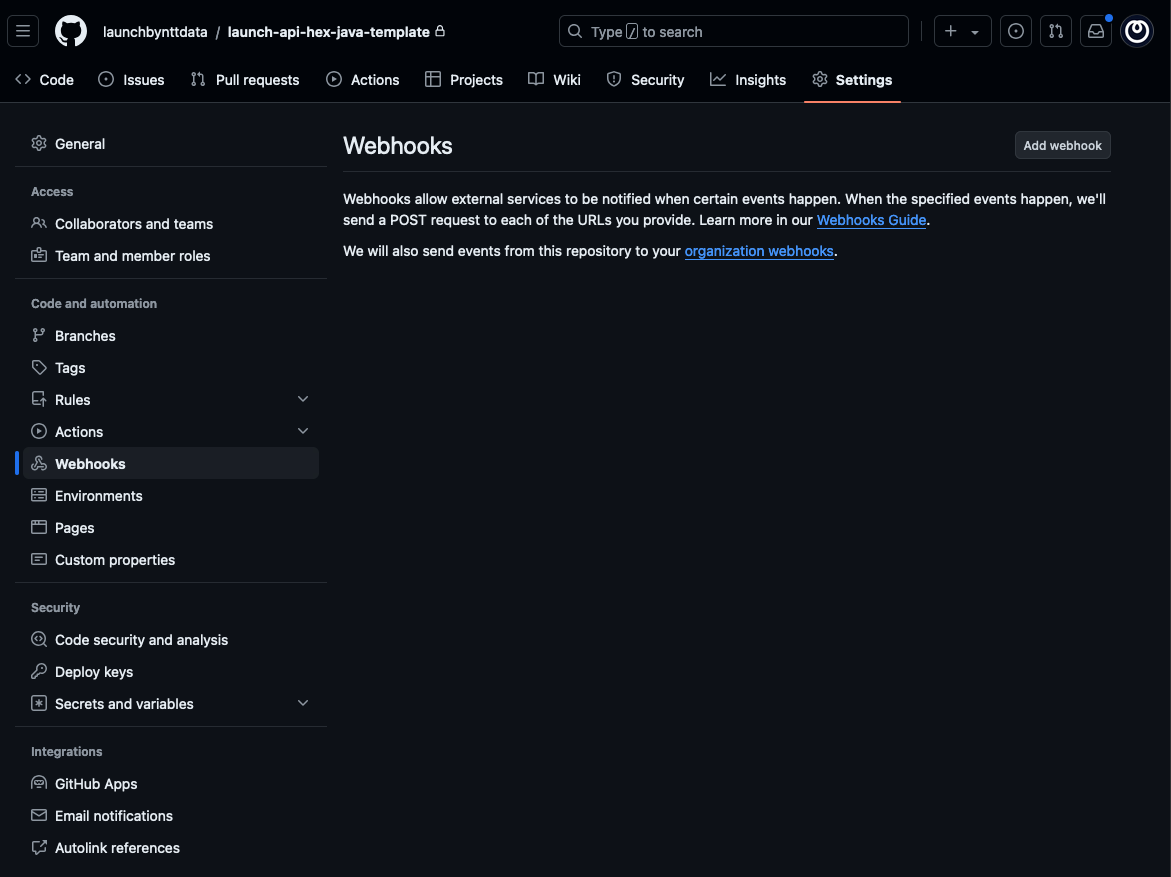 launchbynttdata / launch-api-hex-java-template
Type / to search
Code
Issues
Pull requests
Actions
Projects
Wiki
Security
Insights
Settings
General
Access
Collaborators and teams
Team and member roles
Code and automation
Branches
Tags
Rules
Actions
Webhooks
Environments
Pages
Custom properties
Security
Code security and analysis
Deploy keys
Secrets and variables
Integrations
GitHub Apps
Email notifications
Autolink references
Webhooks
Add webhook
Webhooks allow external services to be notified when certain events happen. When the specified events happen, we'll
send a POST request to each of the URLs you provide. Learn more in our Webhooks Guide.
We will also send events from this repository to your organization webhooks.